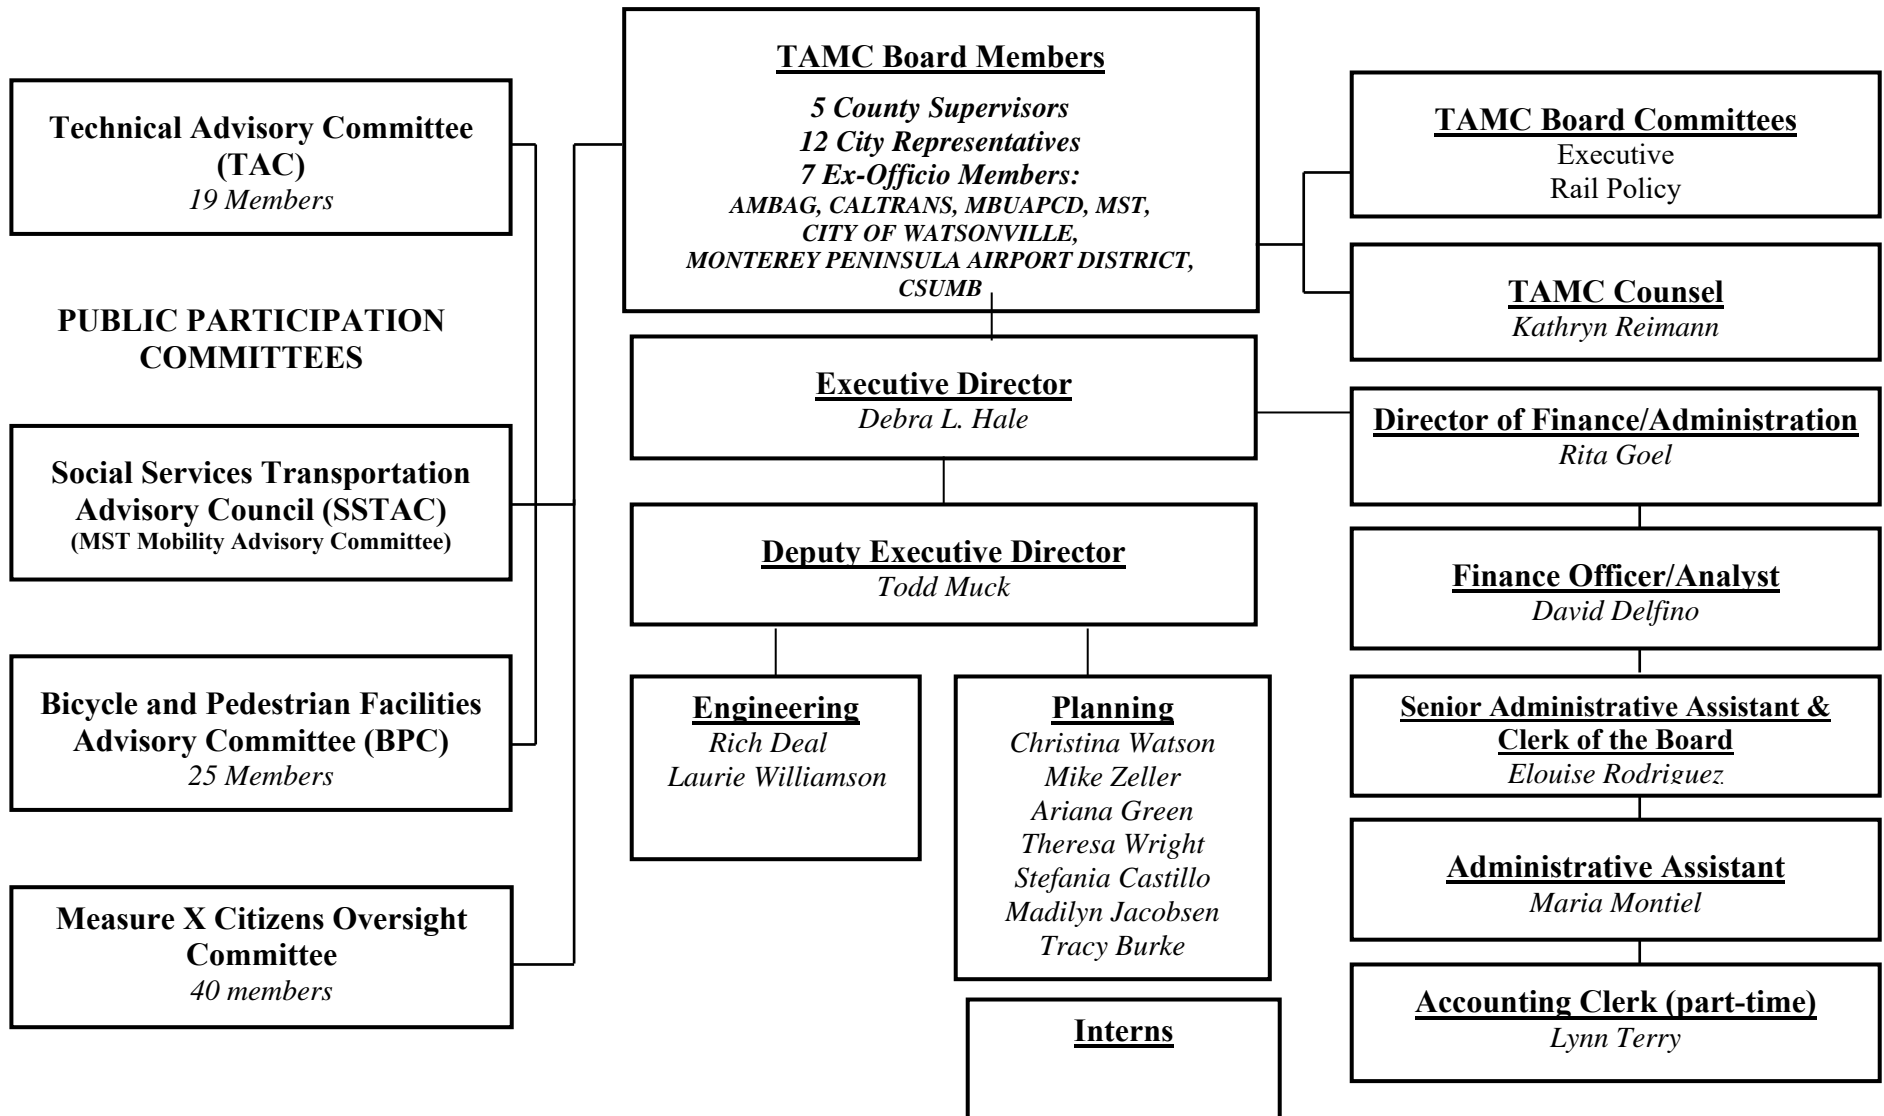 Technical Advisory Committee
(TAC)
19 Members
PUBLIC PARTICIPATION
COMMITTEES
Social Services Transportation
Advisory Council (SSTAC)
(MST Mobility Advisory Committee)
Bicycle and Pedestrian Facilities
Advisory Committee (BPC)
25 Members
Measure X Citizens Oversight
Committee
40 members
TAMC Board Members
5 County Supervisors
12 City Representatives
7 Ex-Officio Members:
AMBAG, CALTRANS, MBUAPCD, MST,
CITY OF WATSONVILLE,
MONTEREY PENINSULA AIRPORT DISTRICT,
CSUMB
Executive Director
Debra L. Hale
Deputy Executive Director
Todd Muck
Engineering
Rich Deal
Laurie Williamson
Planning
Christina Watson
Mike Zeller
Ariana Green
Theresa Wright
Stefania Castillo
Madilyn Jacobsen
Tracy Burke
Interns
TAMC Board Committees
Executive
Rail Policy
TAMC Counsel
Kathryn Reimann
Director of Finance/Administration
Rita Goel
Finance Officer/Analyst
David Delfino
Senior Administrative Assistant &
Clerk of the Board
Elouise Rodriguez
Administrative Assistant
Maria Montiel
Accounting Clerk (part-time)
Lynn Terry